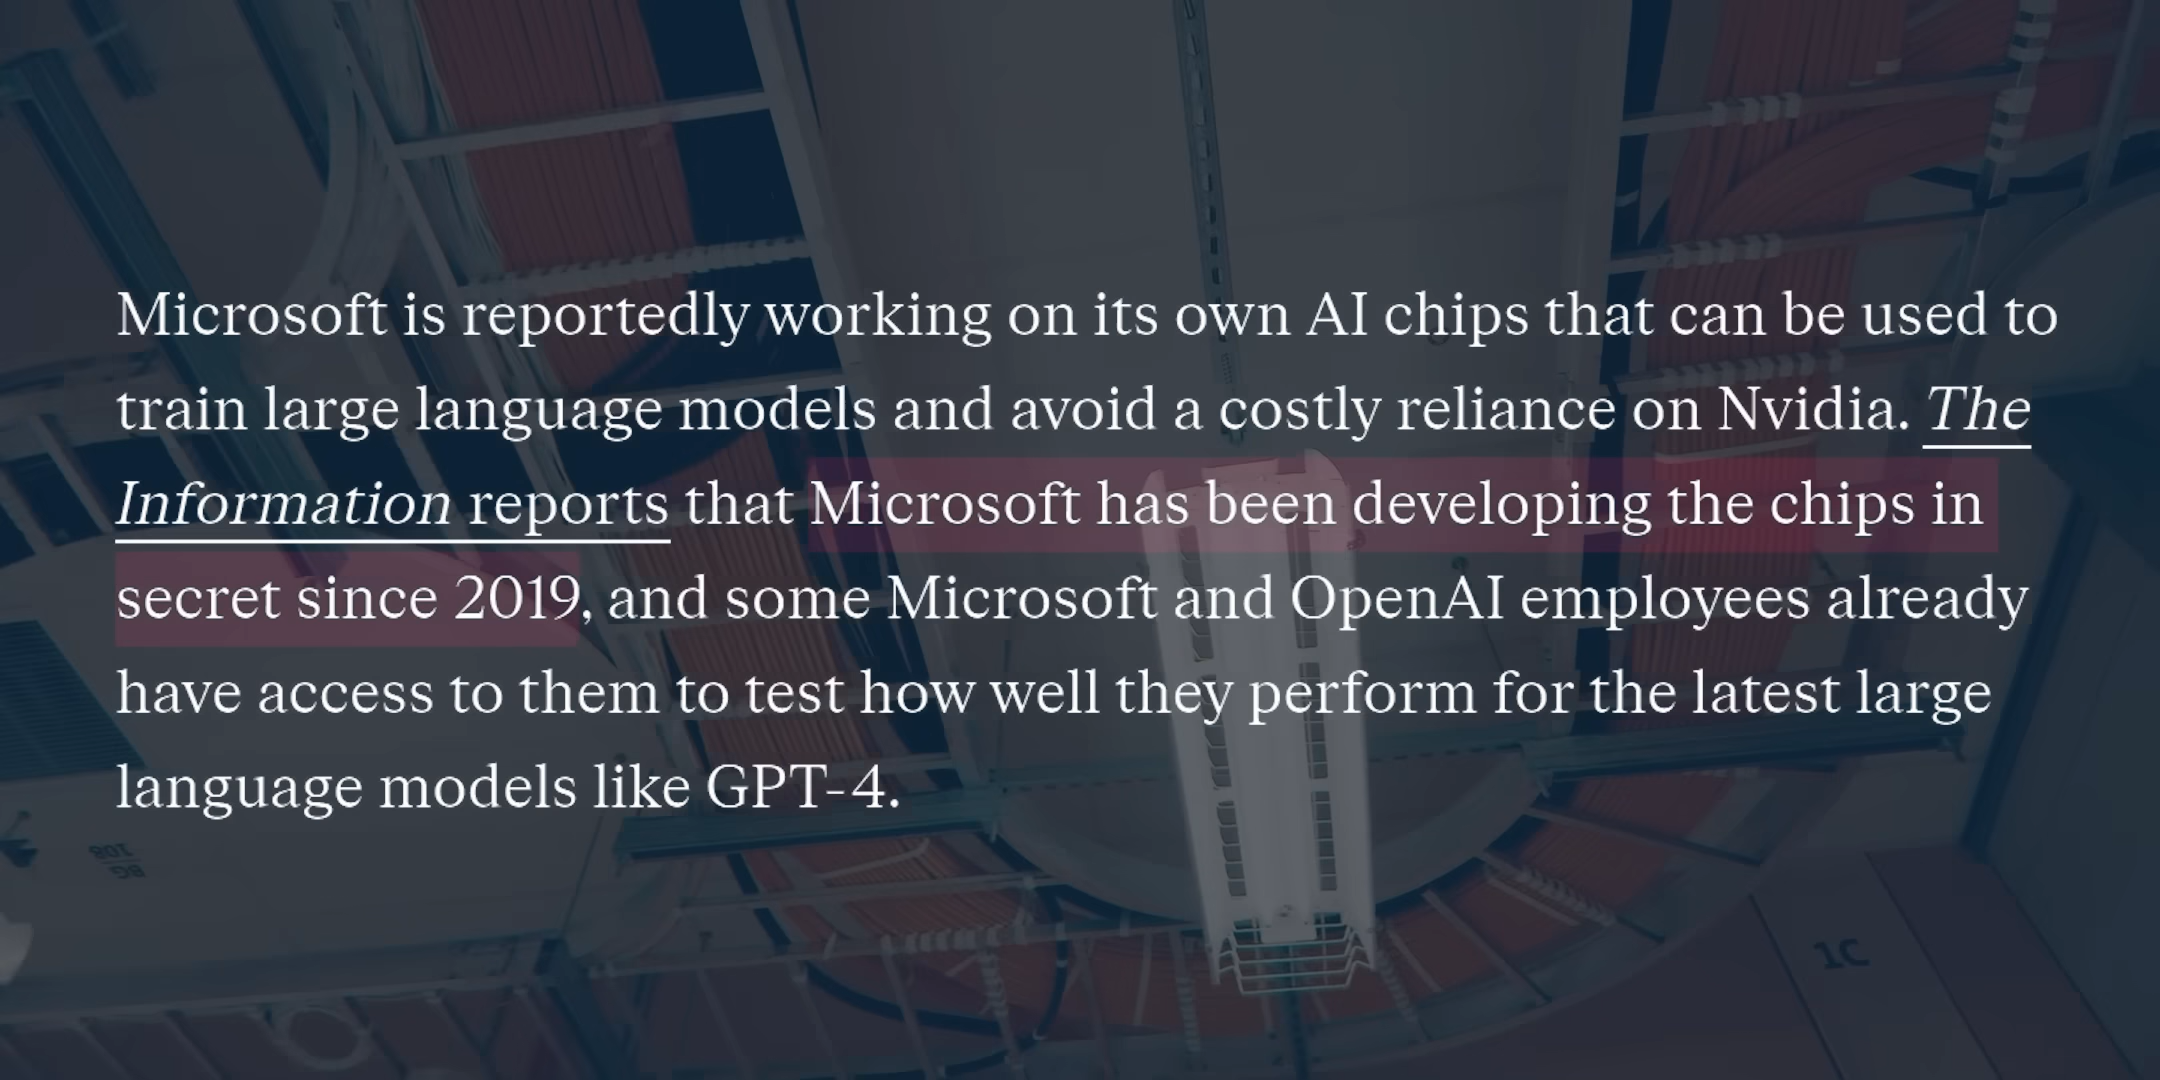 Microsoft is reportedly working on its own AI chips that can be used to
train large language models and avoid a costly reliance on Nvidia. The
Information reports that Microsoft has been developing the chips in
secret since 2019, and some Microsoft and OpenAI employees already
have access to them to test how well they perform for the latest large
language models like GPT-4.
BG
108
1C